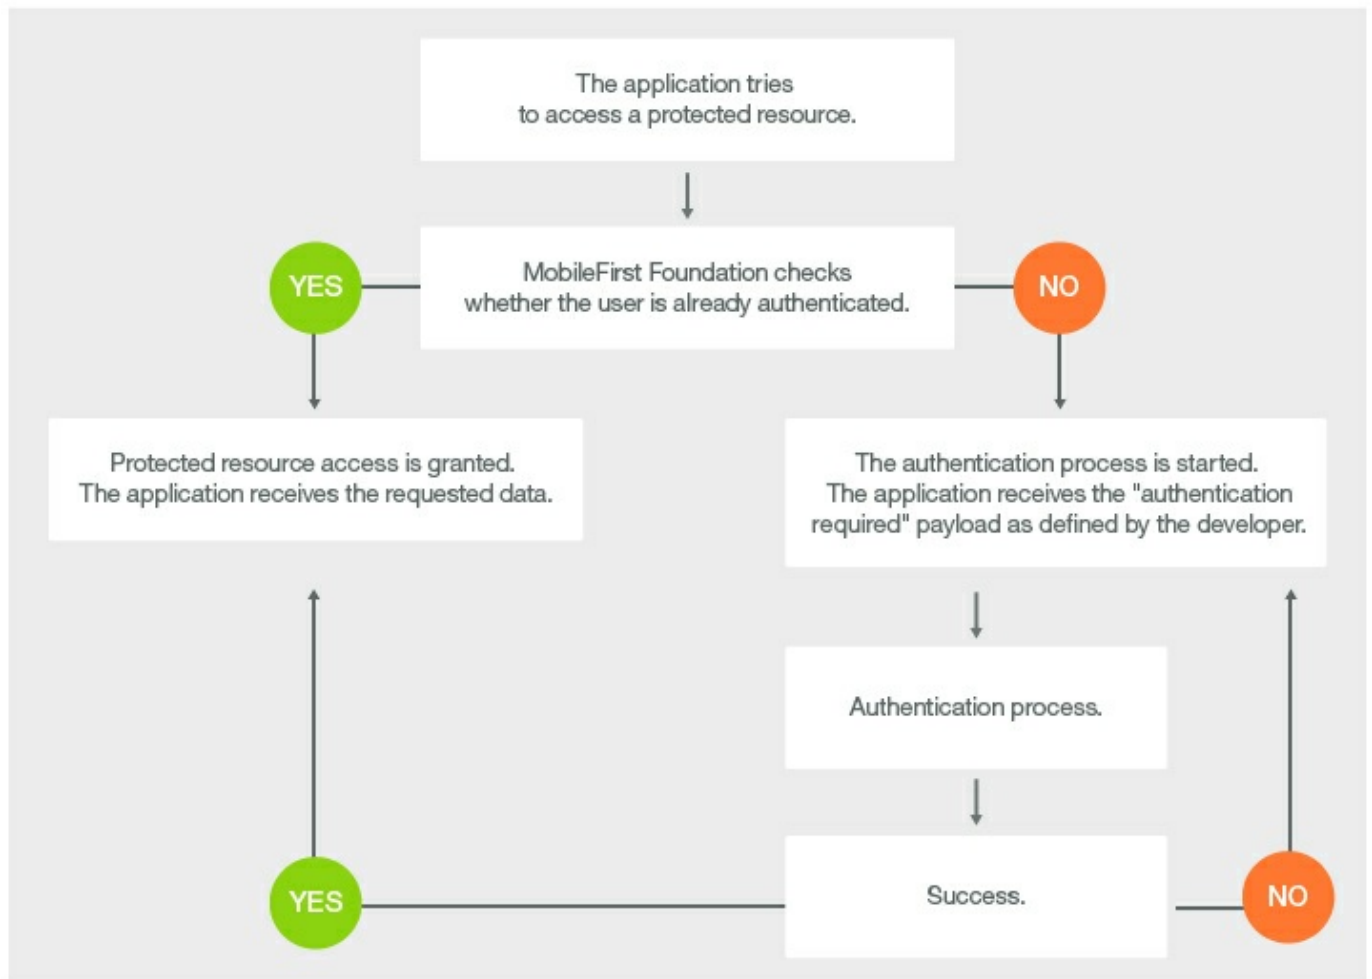 The application tries
to access a protected resource.
YES
MobileFirst Foundation checks
whether the user is already authenticated.
NO
Protected resource access is granted.
The application receives the requested data.
The authentication process is started.
The application receives the "authentication
required" payload as defined by the developer.
Authentication process.
YES
Success.
NO